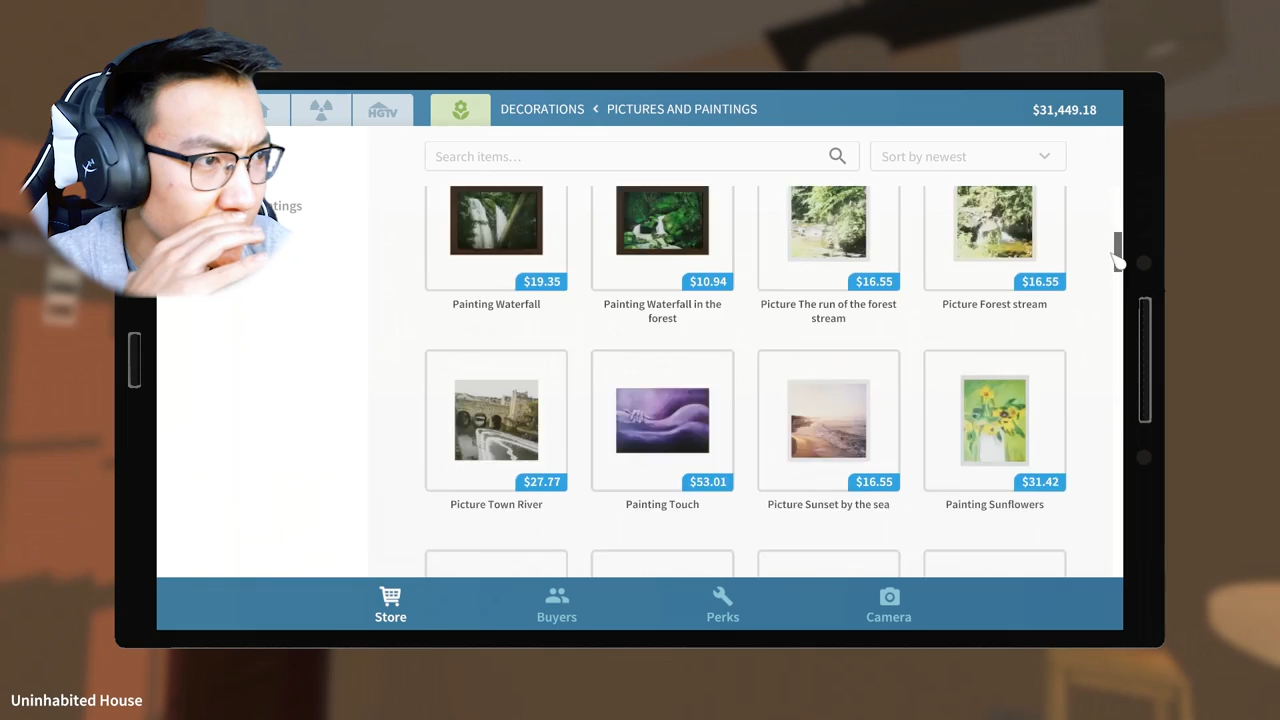 HGTV
DECORATIONS < PICTURES AND PAINTINGS
$31,449.18
Search items...
Sort by newest
$19.35
$10.94
$16.55
$16.55
Painting Waterfall
Painting Waterfall in the
forest
Picture The run of the forest
stream
Picture Forest stream
$27.77
$53.01
$16.55
$31.42
Picture Town River
Painting Touch
Picture Sunset by the sea
Painting Sunflowers
Store
Buyers
Perks
Camera
Uninhabited House